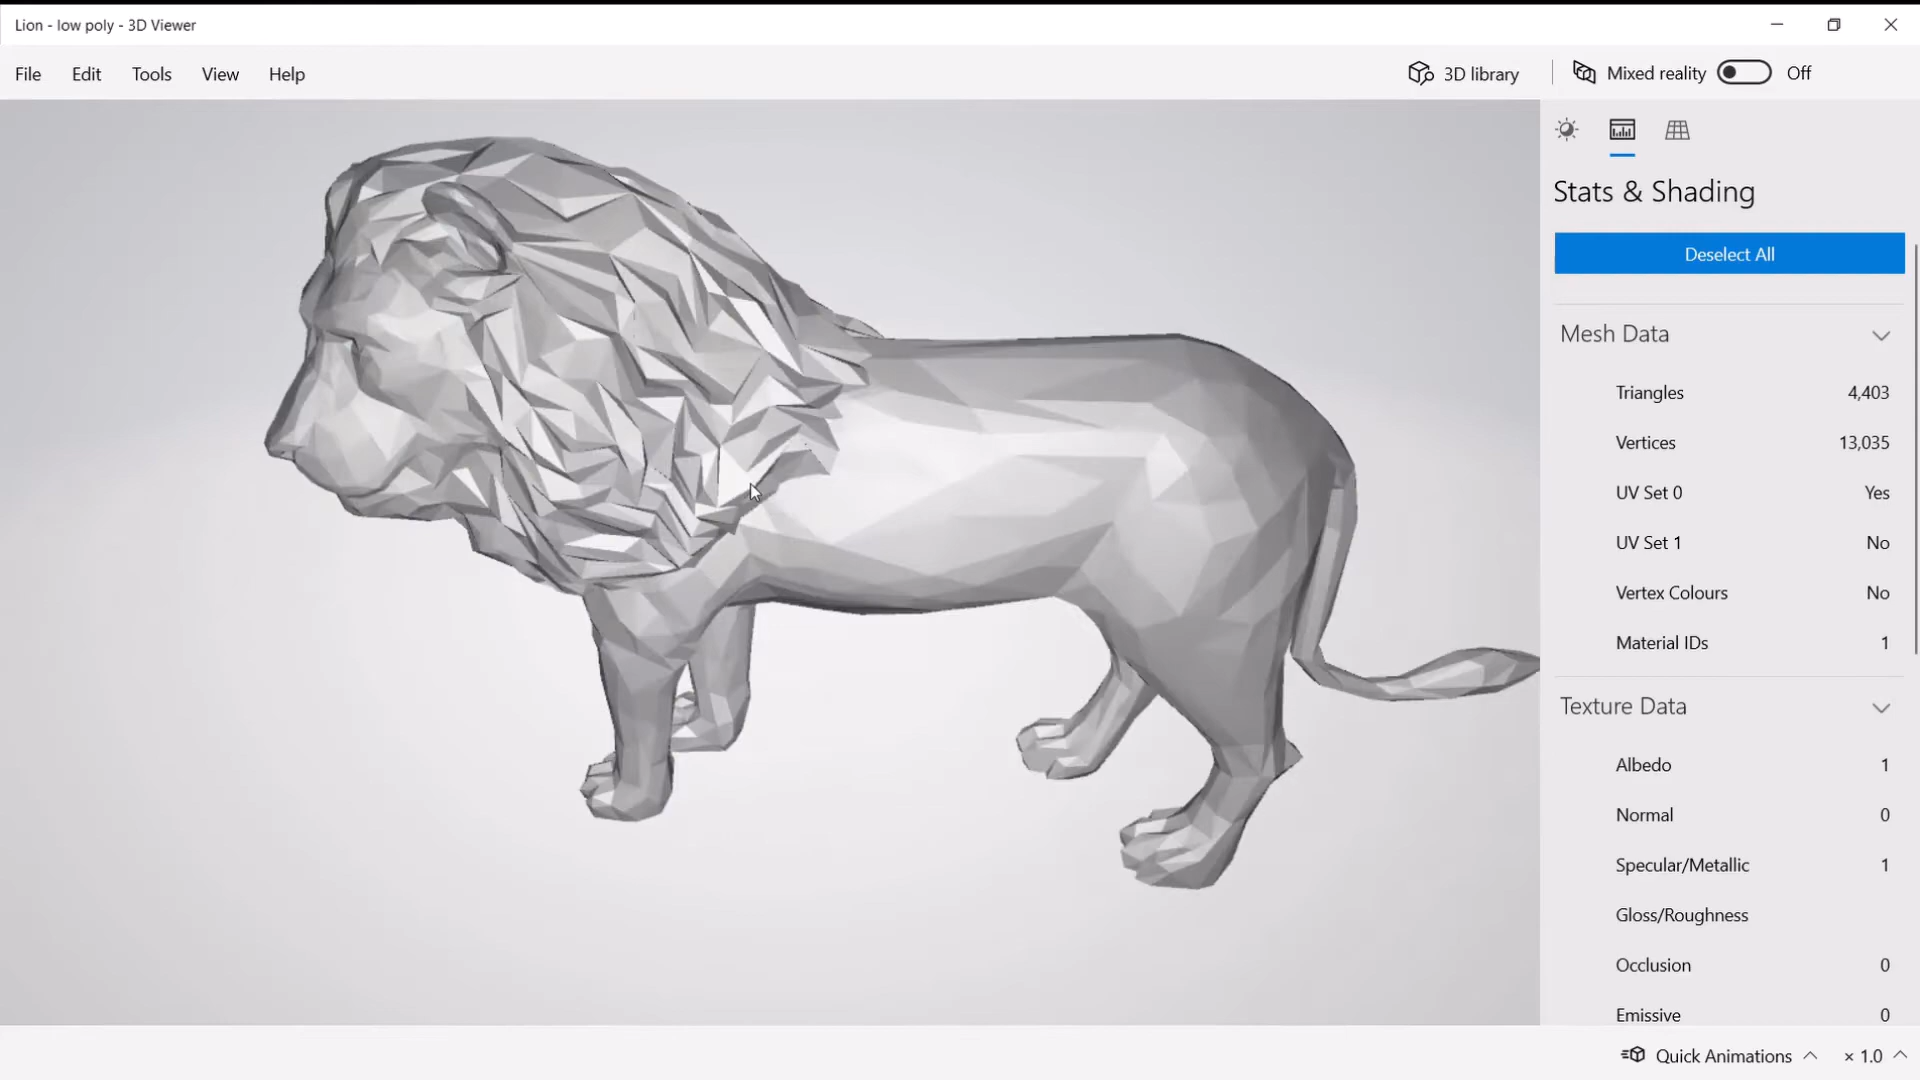 Lion - low poly - 3D Viewer
File Edit Tools View Help 3D library Mixed reality Off
Stats & Shading
Deselect All
Mesh Data
Triangles 4,403
Vertices 13,035
UV Set 0 Yes
UV Set 1 No
Vertex Colours No
Material IDs 1
Texture Data
Albedo 1
Normal 0
Specular/Metallic 1
Gloss/Roughness
Occlusion 0
Emissive 0
Quick Animations × 1.0